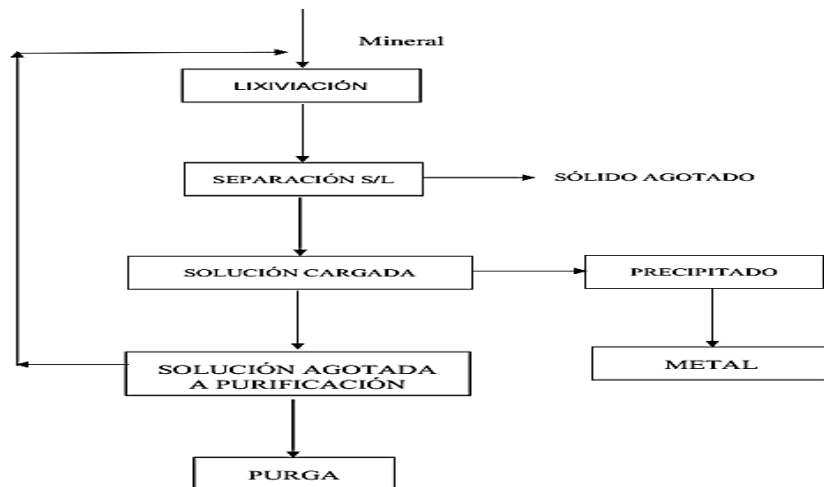 Mineral
LIXIVIACIÓN
SEPARACIÓN S/L
SÓLIDO AGOTADO
SOLUCIÓN CARGADA
PRECIPITADO
SOLUCIÓN AGOTADA
A PURIFICACIÓN
METAL
PURGA